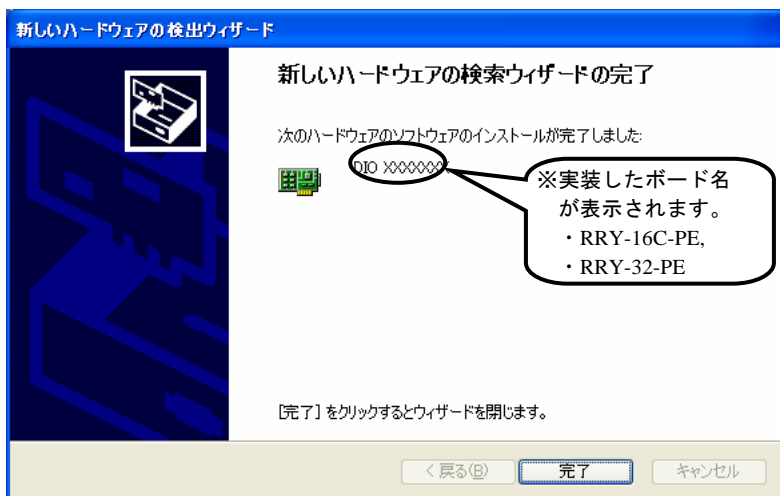 新しいハードウェアの検出ウィザード
新しいハードウェアの検索ウィザードの完了
次のハードウェアのソフトウェアのインストールが完了しました:
DIO XXXXXXX
※実装したボード名
が表示されます。
・RRY-16C-PE,
・RRY-32-PE
[完了] をクリックするとウィザードを閉じます。
< 戻る(B)
完了
キャンセル